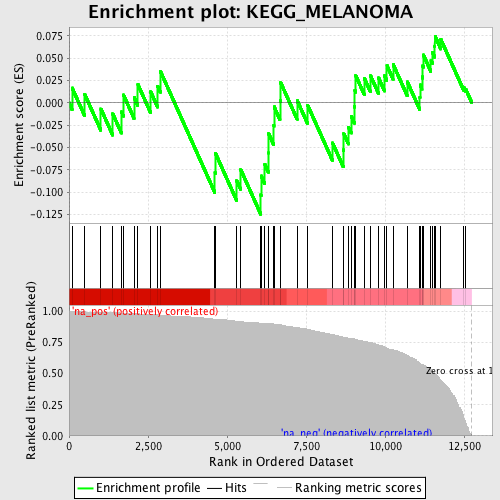 Enrichment plot: KEGG_MELANOMA
Enrichment score (ES)
0.075
0.050
0.025
0.000
-0.025
-0.050
-0.075
-0.100
-0.125
'na_pos' (positively correlated)
Ranked list metric (PreRanked)
1.00
0.75
0.50
0.25
0.00
Zero cross at 1
'na_neg' (negatively correlated)
0
2,500
5,000
7,500
10,000
12,500
Rank in Ordered Dataset
Enrichment profile
Hits
Ranking metric scores